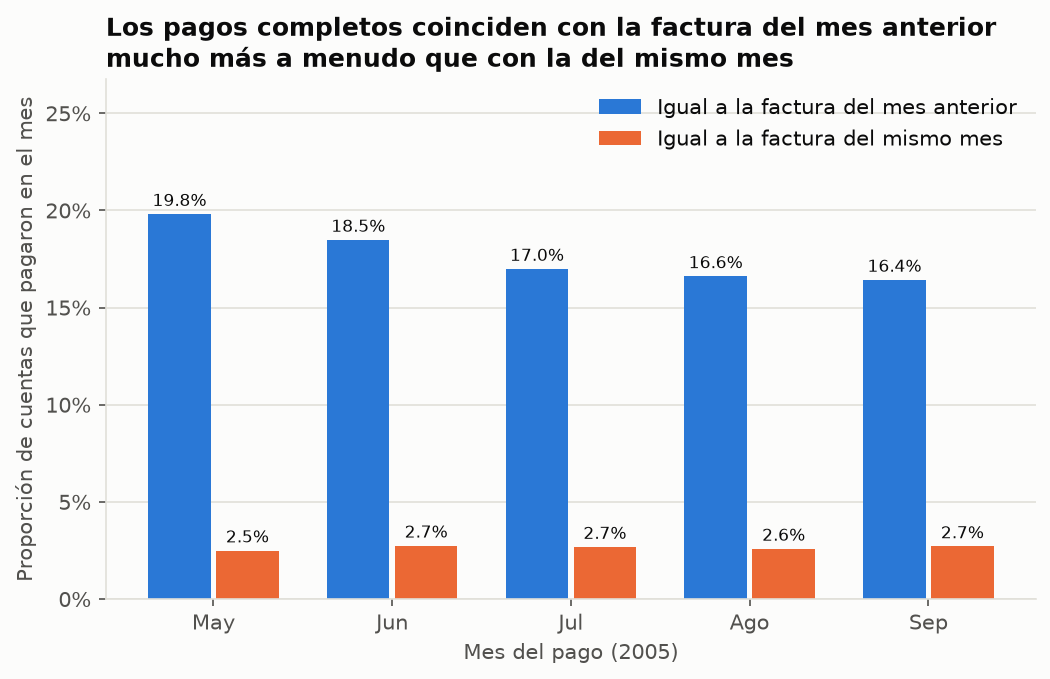 Los pagos completos coinciden con la factura del mes anterior
mucho más a menudo que con la del mismo mes
Igual a la factura del mes anterior
Igual a la factura del mismo mes
Proporción de cuentas que pagaron en el mes
25%
20%
15%
10%
5%
0%
19.8%
2.5%
18.5%
2.7%
17.0%
2.7%
16.6%
2.6%
16.4%
2.7%
May
Jun
Jul
Ago
Sep
Mes del pago (2005)